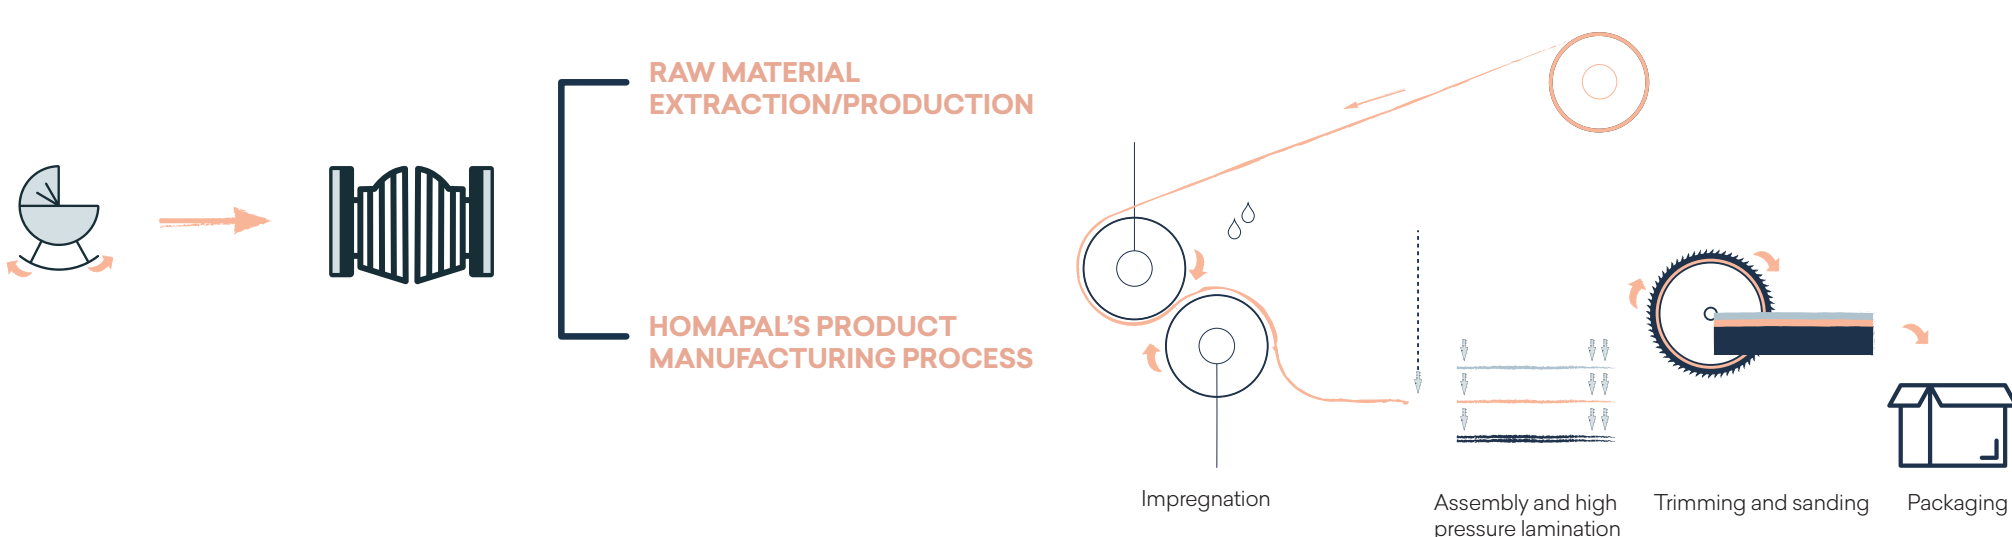 RAW MATERIAL
EXTRACTION/PRODUCTION
HOMAPAL’S PRODUCT
MANUFACTURING PROCESS
Impregnation
Assembly and high
pressure lamination
Trimming and sanding
Packaging